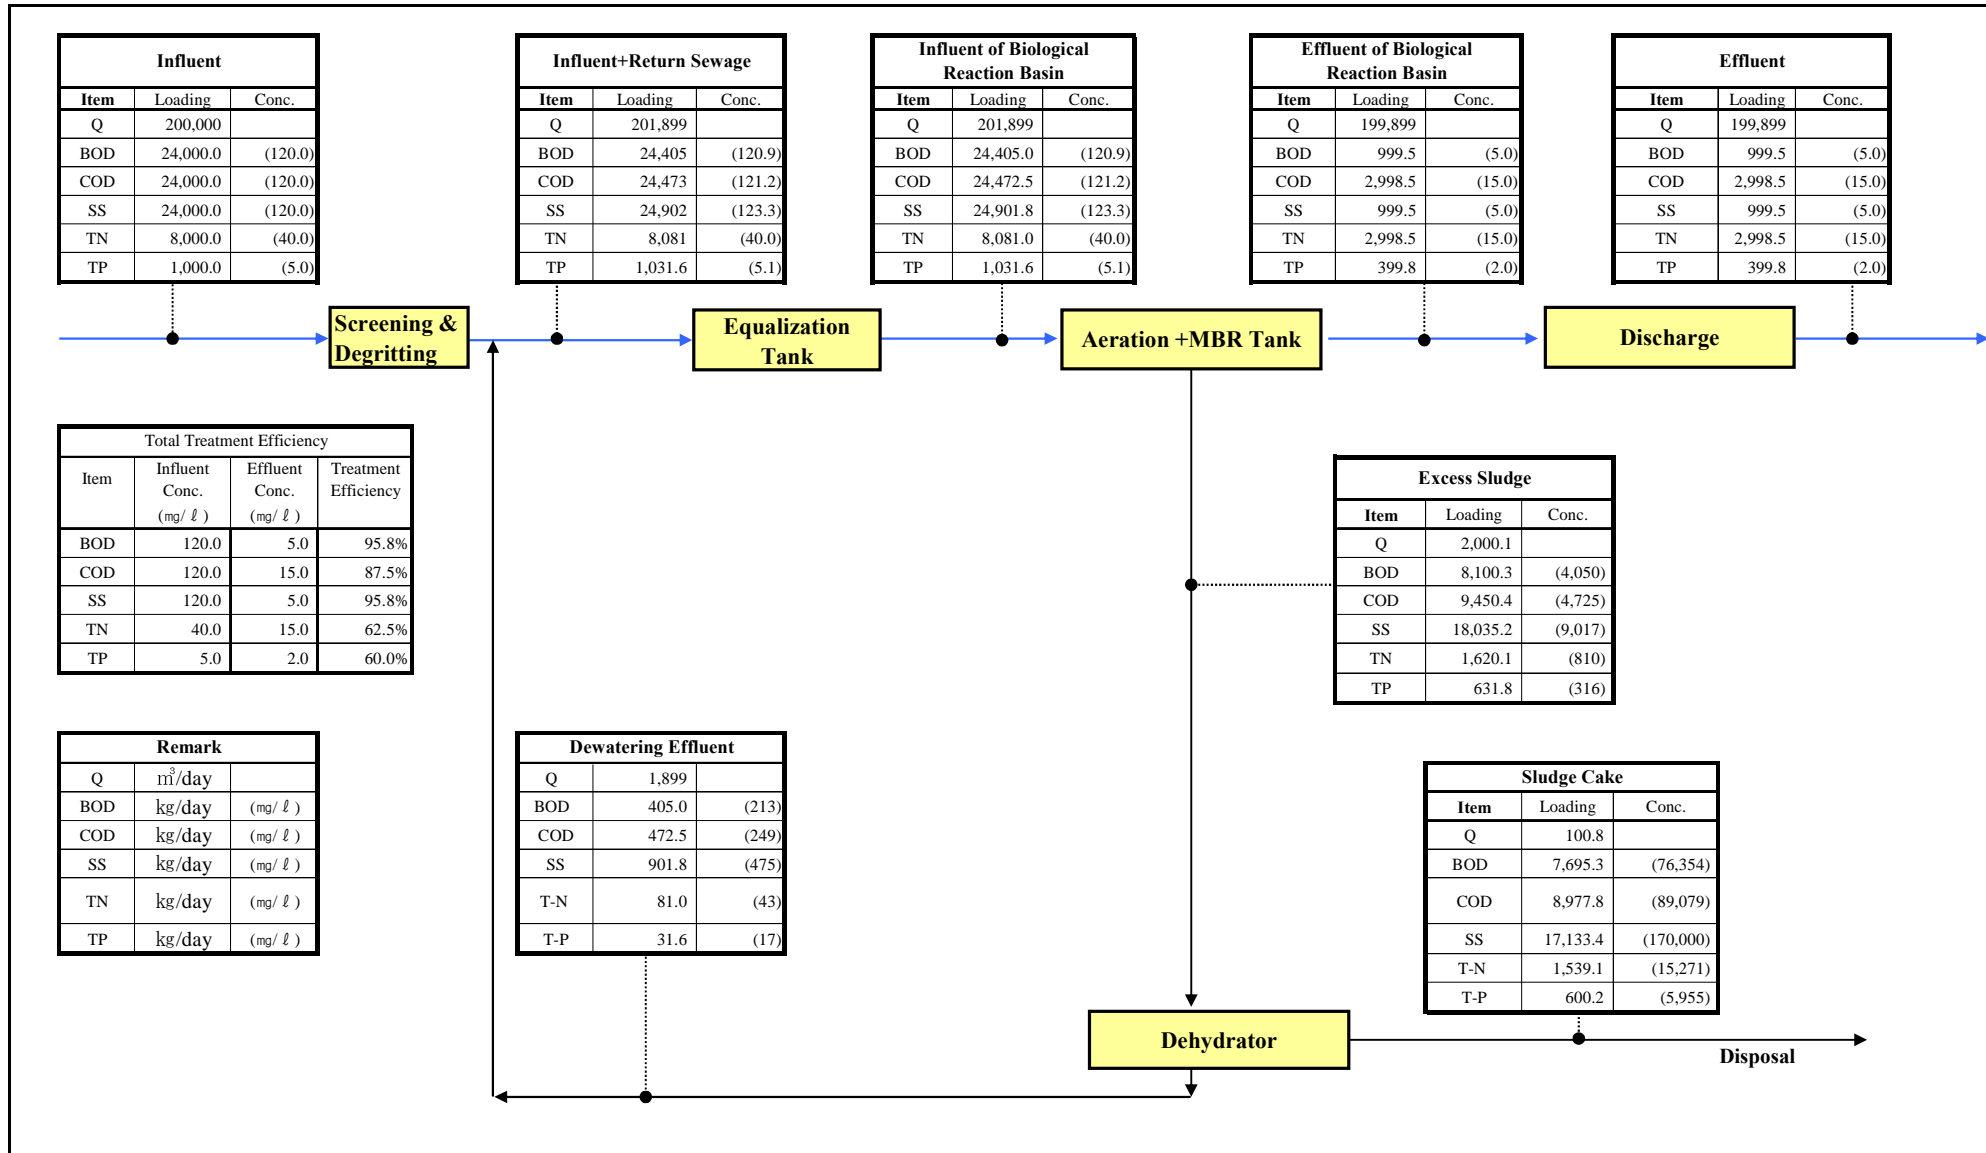 Influent
Item Loading Conc.
Q 200,000
BOD 24,000.0 (120.0)
COD 24,000.0 (120.0)
SS 24,000.0 (120.0)
TN 8,000.0 (40.0)
TP 1,000.0 (5.0)
Influent+Return Sewage
Item Loading Conc.
Q 201,899
BOD 24,405 (120.9)
COD 24,473 (121.2)
SS 24,902 (123.3)
TN 8,081 (40.0)
TP 1,031.6 (5.1)
Influent of Biological
Reaction Basin
Item Loading Conc.
Q 201,899
BOD 24,405.0 (120.9)
COD 24,472.5 (121.2)
SS 24,901.8 (123.3)
TN 8,081.0 (40.0)
TP 1,031.6 (5.1)
Effluent of Biological
Reaction Basin
Item Loading Conc.
Q 199,899
BOD 999.5 (5.0)
COD 2,998.5 (15.0)
SS 999.5 (5.0)
TN 2,998.5 (15.0)
TP 399.8 (2.0)
Effluent
Item Loading Conc.
Q 199,899
BOD 999.5 (5.0)
COD 2,998.5 (15.0)
SS 999.5 (5.0)
TN 2,998.5 (15.0)
TP 399.8 (2.0)
Screening &
Degritting
Equalization
Tank
Aeration +MBR Tank
Discharge
Total Treatment Efficiency
Item Influent Effluent Treatment
Conc. Conc. Efficiency
(㎎/ℓ) (㎎/ℓ)
BOD 120.0 5.0 95.8%
COD 120.0 15.0 87.5%
SS 120.0 5.0 95.8%
TN 40.0 15.0 62.5%
TP 5.0 2.0 60.0%
Excess Sludge
Item Loading Conc.
Q 2,000.1
BOD 8,100.3 (4,050)
COD 9,450.4 (4,725)
SS 18,035.2 (9,017)
TN 1,620.1 (810)
TP 631.8 (316)
Remark
Q ㎥/day
BOD kg/day (㎎/ℓ)
COD kg/day (㎎/ℓ)
SS kg/day (㎎/ℓ)
TN kg/day (㎎/ℓ)
TP kg/day (㎎/ℓ)
Dewatering Effluent
Q 1,899
BOD 405.0 (213)
COD 472.5 (249)
SS 901.8 (475)
T-N 81.0 (43)
T-P 31.6 (17)
Sludge Cake
Item Loading Conc.
Q 100.8
BOD 7,695.3 (76,354)
COD 8,977.8 (89,079)
SS 17,133.4 (170,000)
T-N 1,539.1 (15,271)
T-P 600.2 (5,955)
Dehydrator
Disposal